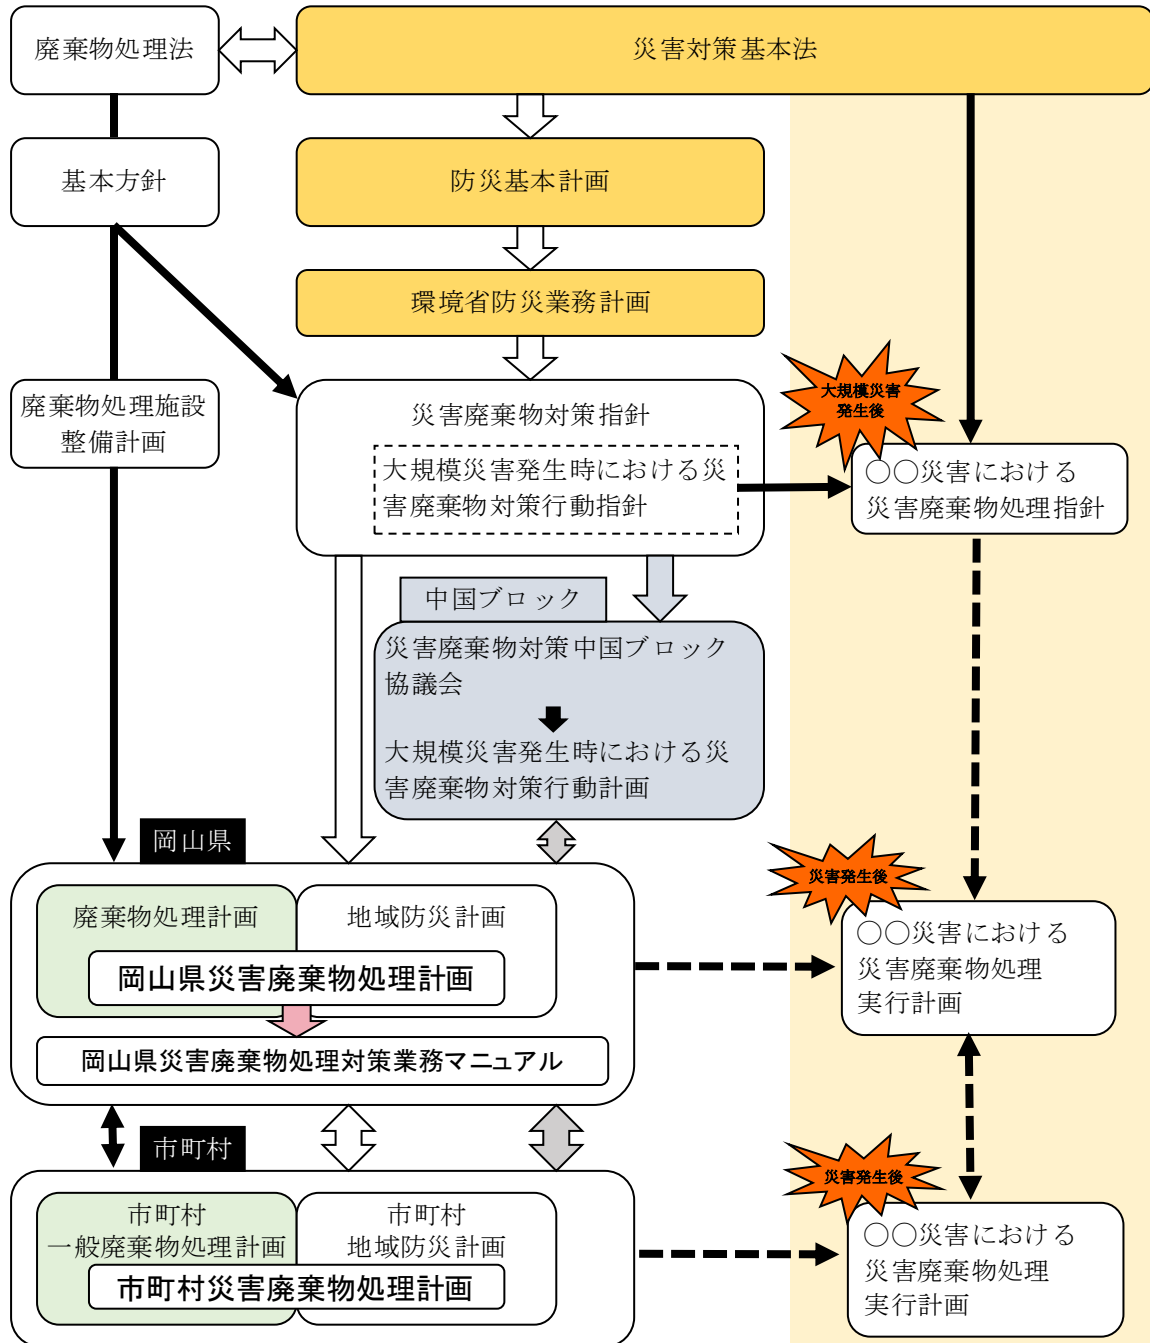 廃棄物処理法
災害対策基本法
基本方針
防災基本計画
環境省防災業務計画
廃棄物処理施設
整備計画
災害廃棄物対策指針
大規模災害発生時における災
害廃棄物対策行動指針
大規模災害
発生後
〇〇災害における
災害廃棄物処理指針
中国ブロック
災害廃棄物対策中国ブロック
協議会
大規模災害発生時における災
害廃棄物対策行動計画
岡山県
廃棄物処理計画
地域防災計画
岡山県災害廃棄物処理計画
岡山県災害廃棄物処理対策業務マニュアル
災害発生後
〇〇災害における
災害廃棄物処理
実行計画
市町村
市町村
一般廃棄物処理計画
市町村
地域防災計画
市町村災害廃棄物処理計画
災害発生後
〇〇災害における
災害廃棄物処理
実行計画